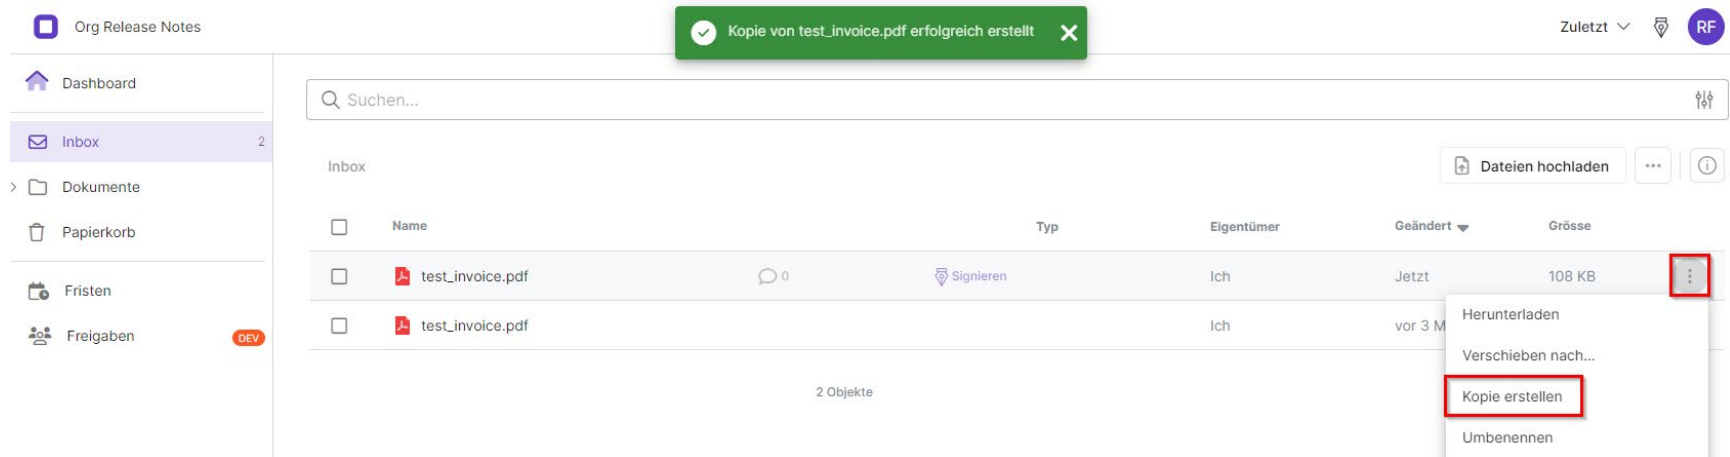 Org Release Notes
Kopie von test_invoice.pdf erfolgreich erstellt
Zuletzt
RF
Dashboard
Suchen...
Inbox 2
Dokumente
Papierkorb
Fristen
Freigaben DEV
Inbox
Dateien hochladen
Name Typ Eigentümer Geändert Grösse
test_invoice.pdf 0 Signieren Ich Jetzt 108 KB
test_invoice.pdf Ich vor 3 M
2 Objekte
Herunterladen
Verschieben nach...
Kopie erstellen
Umbenennen